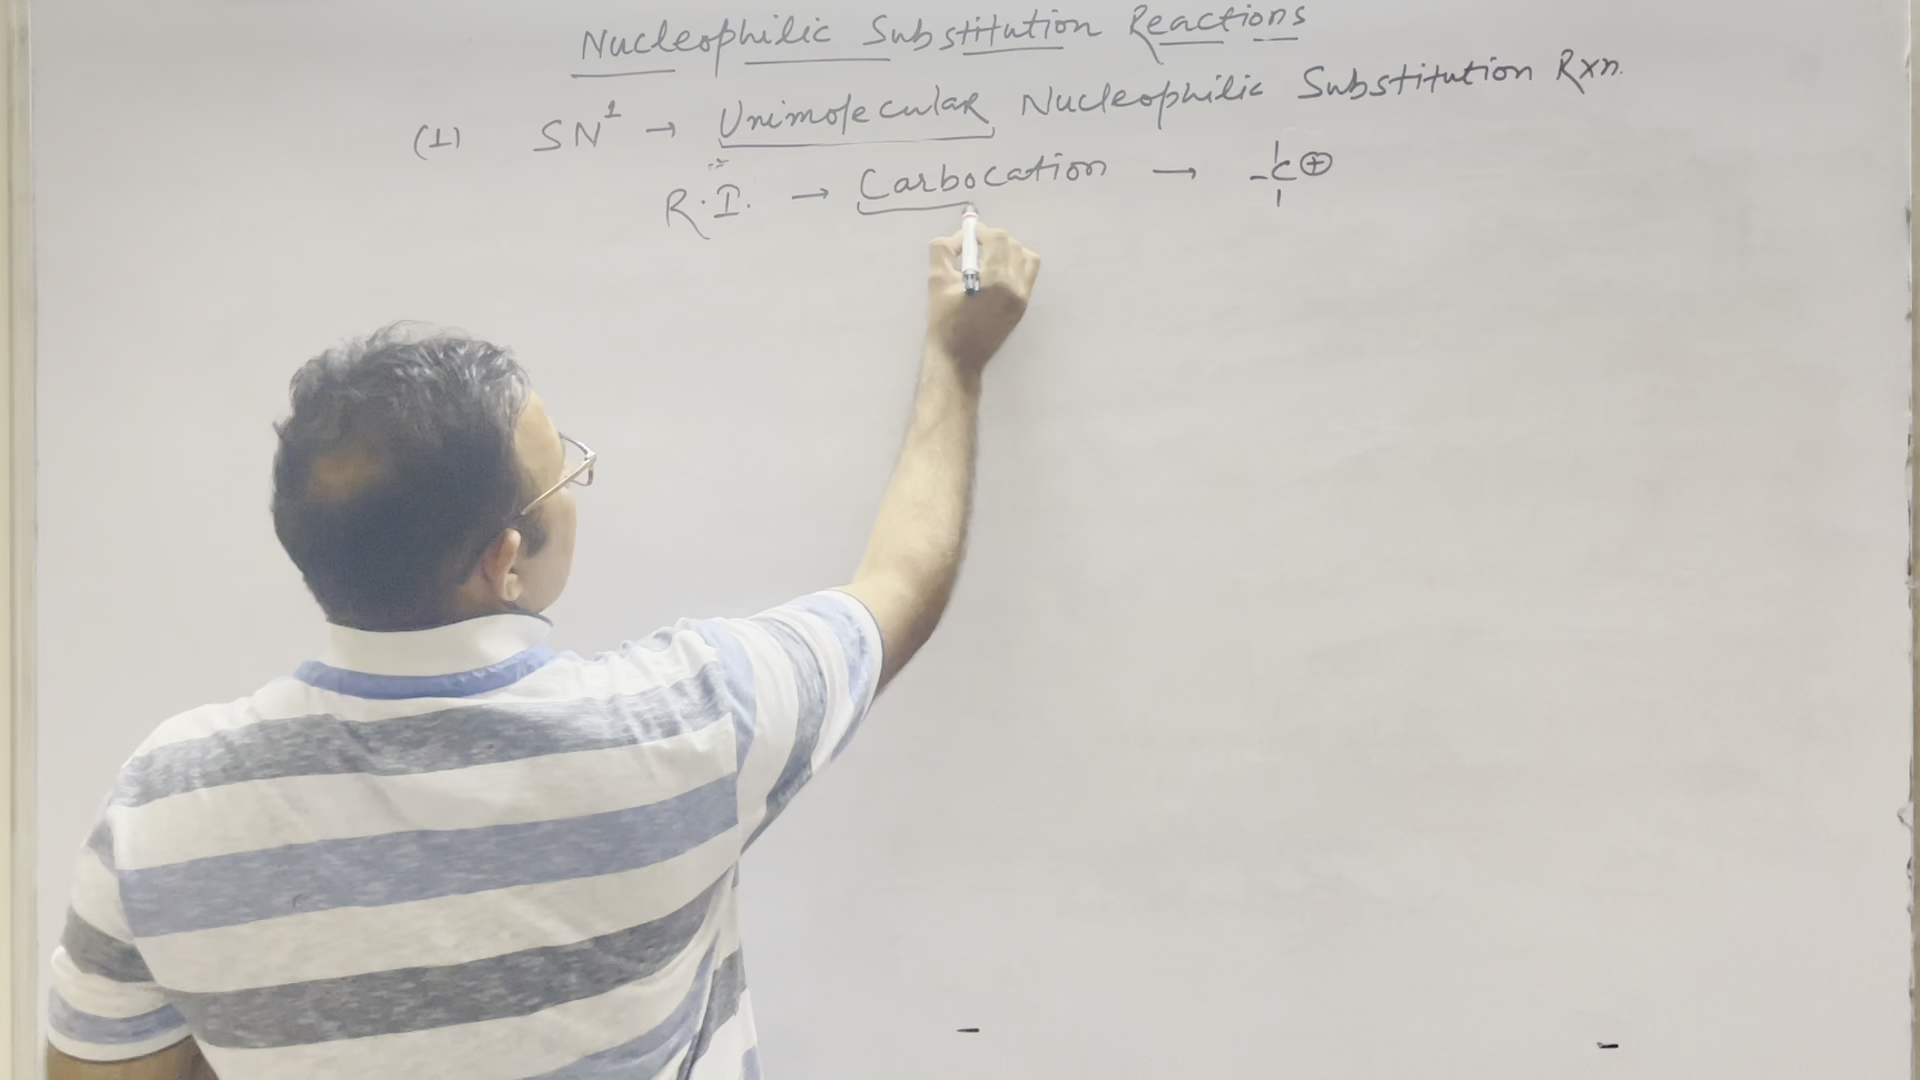 Nucleophilic Substitution Reactions
(1) SN¹ → Unimolecular Nucleophilic Substitution Rxn.
R.I. → Carbocation → -C⊕